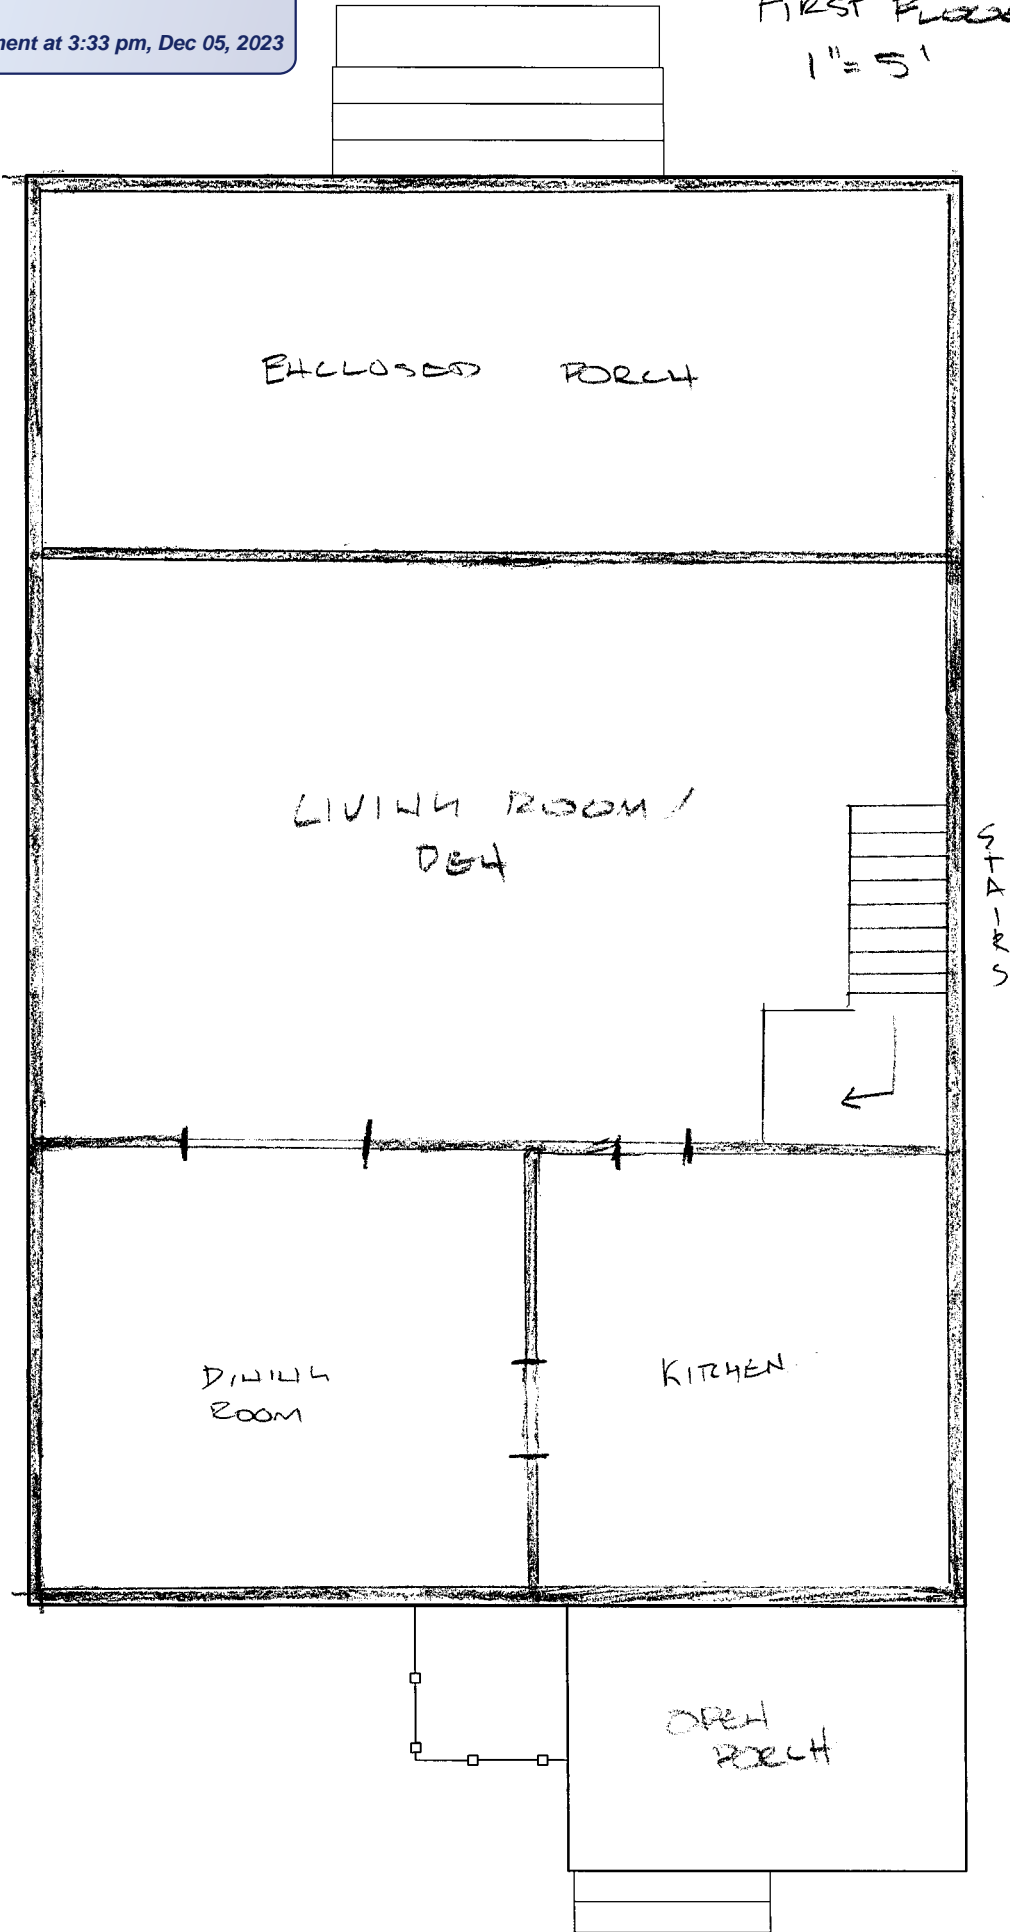 ment at 3:33 pm, Dec 05, 2023
FIRST FLOOR
1" = 5'
ENCLOSED PORCH
LIVING ROOM /
DEN
STAIRS
DINING
ROOM
KITCHEN
OPEN
PORCH